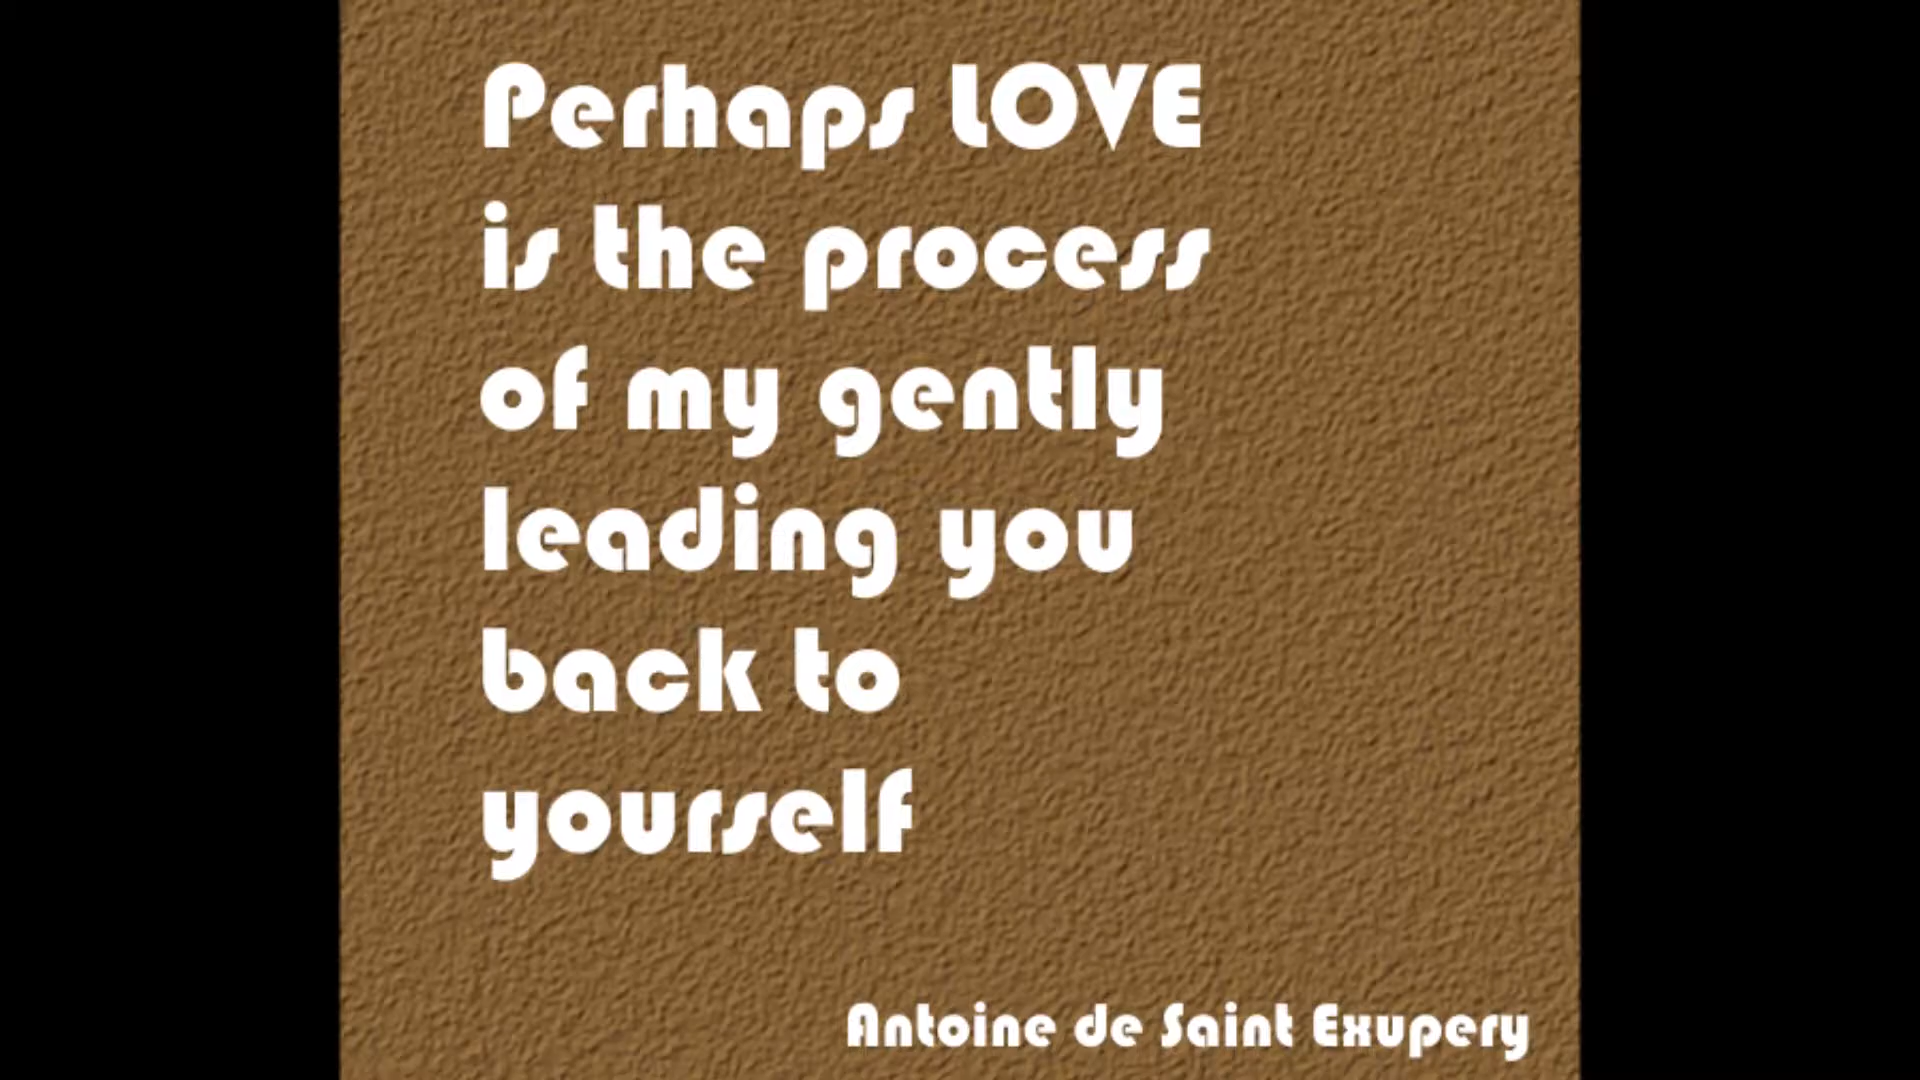 Perhaps LOVE
is the process
of my gently
leading you
back to
yourself
Antoine de Saint Exupery